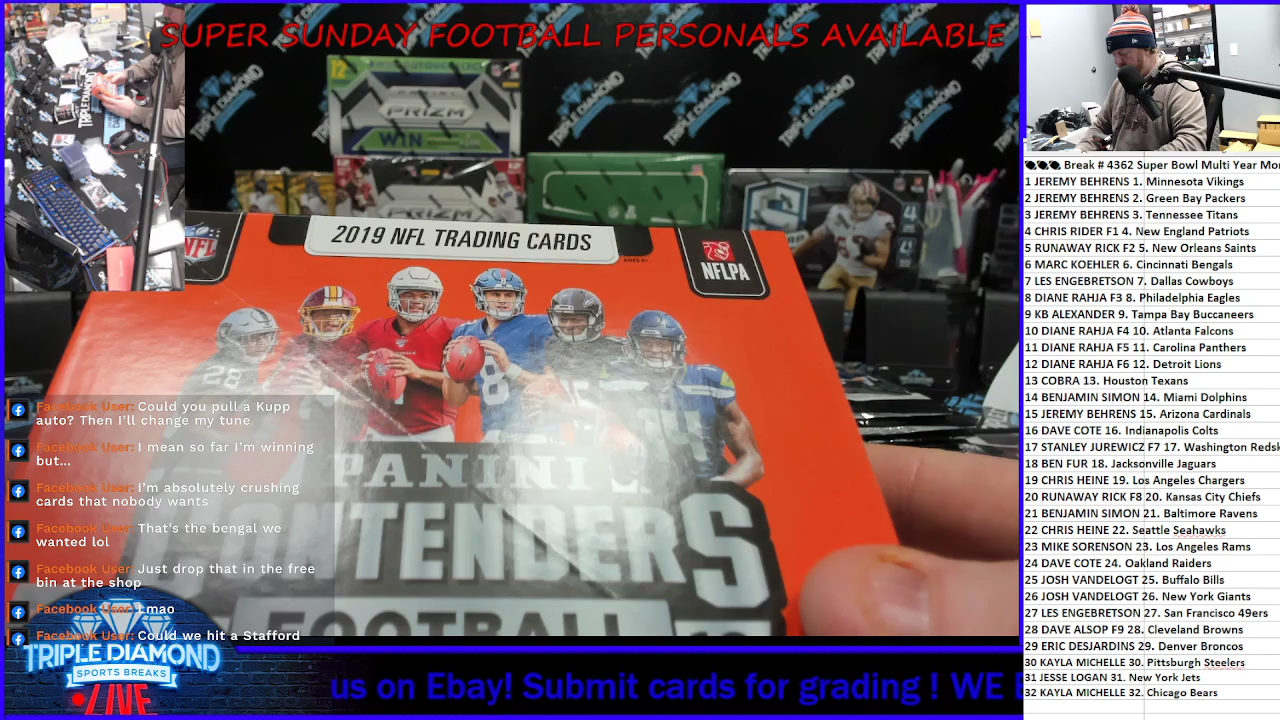 SUPER SUNDAY FOOTBALL PERSONALS AVAILABLE
PRIZM
WIN
PRIZM
TRIPLE DIAMOND
2019 NFL TRADING CARDS
NFL
NFLPA
PANINI
CONTENDERS
FOOTBALL
Facebook User: Could you pull a Kupp
auto? Then I'll change my tune
Facebook User: I mean so far I'm winning
but...
Facebook User: I'm absolutely crushing
cards that nobody wants
Facebook User: That's the bengal we
wanted lol
Facebook User: Just drop that in the free
bin at the shop
Facebook User: Lmao
Facebook User: Could we hit a Stafford
TRIPLE DIAMOND
SPORTS BREAKS
LIVE
us on Ebay! Submit cards for grading ! WE
Break # 4362 Super Bowl Multi Year
1 JEREMY BEHRENS 1. Minnesota Vikings
2 JEREMY BEHRENS 2. Green Bay Packers
3 JEREMY BEHRENS 3. Tennessee Titans
4 CHRIS BADER F1 4. New England Patriots
5 RUNAWAY RICK F2 5. New Orleans Saints
6 MARC KOEHLER 6. Cincinnati Bengals
7 LES ENGEBRETSON 7. Dallas Cowboys
8 DIANE RAHJA F3 8. Philadelphia Eagles
9 KB ALEXANDER 9. Tampa Bay Buccaneers
10 DIANE RAHJA F4 10. Atlanta Falcons
11 DIANE RAHJA F5 11. Carolina Panthers
12 DIANE RAHJA F6 12. Detroit Lions
13 COBRA 13. Houston Texans
14 BENJAMIN SIMON 14. Miami Dolphins
15 JEREMY BEHRENS 15. Arizona Cardinals
16 DAVE COTE 16. Indianapolis Colts
17 STANLEY JUREWICZ F7 17. Washington Redsk
18 BEN FUR 18. Jacksonville Jaguars
19 CHRIS HEINE 19. Los Angeles Chargers
20 RUNAWAY RICK F8 20. Kansas City Chiefs
21 BENJAMIN SIMON 21. Baltimore Ravens
22 CHRIS HEINE 22. Seattle Seahawks
23 MIKE SORENSON 23. Los Angeles Rams
24 DAVE COTE 24. Oakland Raiders
25 JOSH VANDELOGT 25. Buffalo Bills
26 JOSH VANDELOGT 26. New York Giants
27 LES ENGEBRETSON 27. San Francisco 49ers
28 DAVE ALSOP F9 28. Cleveland Browns
30 KAYLA MICHELLE 30. Pittsburgh Steelers
31 JESSE LOGAN 31. New York Jets
32 KAYLA MICHELLE 32. Chicago Bears